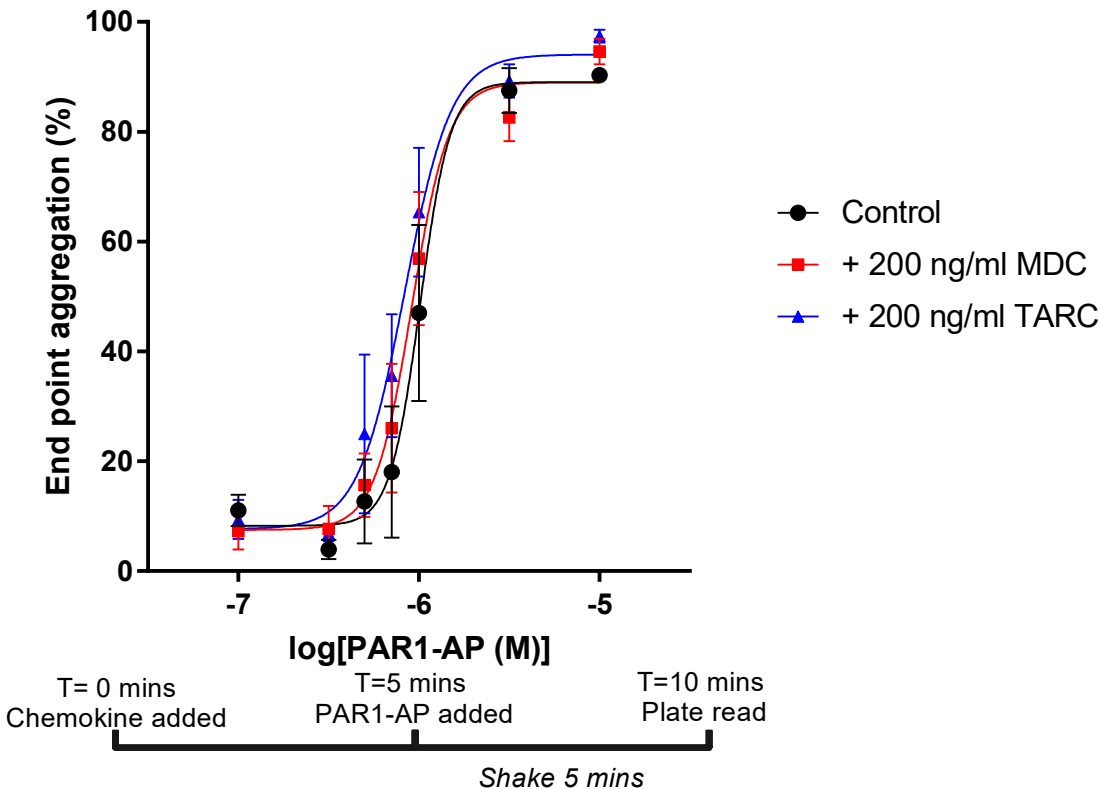 100
80
60
40
20
0
End point aggregation (%)
-7
-6
-5
log[PAR1-AP (M)]
Control
+ 200 ng/ml MDC
+ 200 ng/ml TARC
T= 0 mins
Chemokine added
T=5 mins
PAR1-AP added
T=10 mins
Plate read
Shake 5 mins